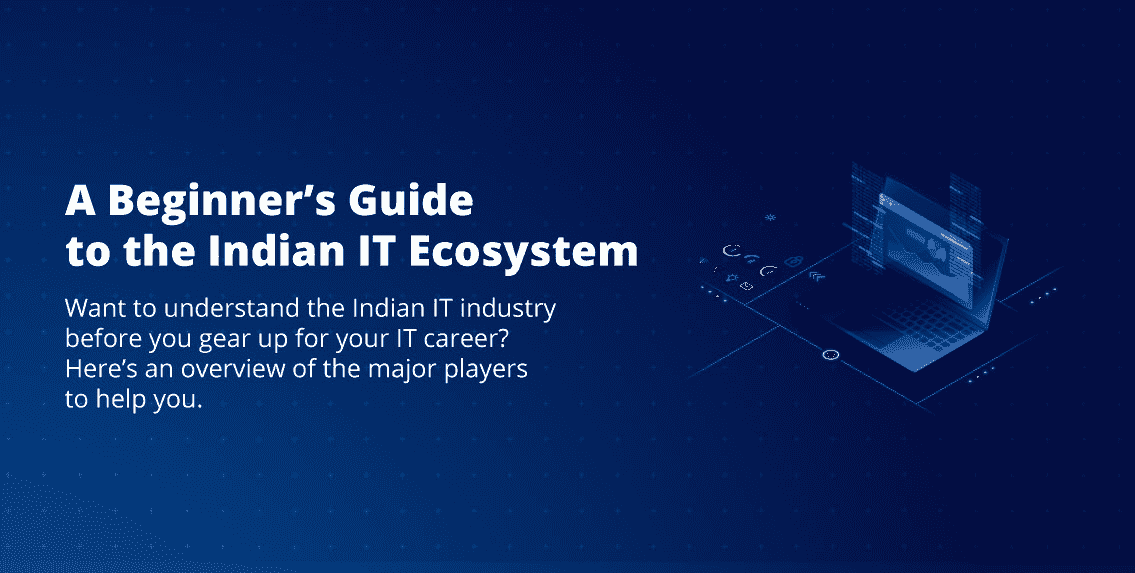 A Beginner’s Guide
to the Indian IT Ecosystem
Want to understand the Indian IT industry
before you gear up for your IT career?
Here’s an overview of the major players
to help you.